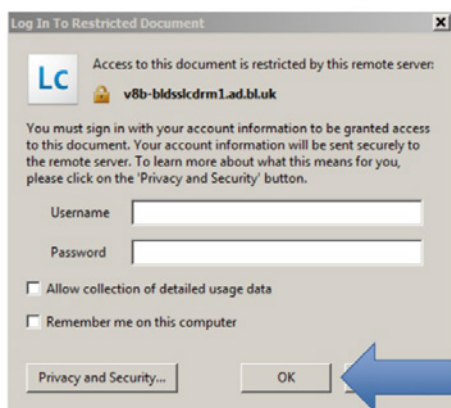 Log In To Restricted Document
Lc
Access to this document is restricted by this remote server:
v8b-bldsslcdrm1.ad.bl.uk
You must sign in with your account information to be granted access
to this document. Your account information will be sent securely to
the remote server. To learn more about what this means for you,
please click on the 'Privacy and Security' button.
Username
Password
Allow collection of detailed usage data
Remember me on this computer
Privacy and Security...
OK